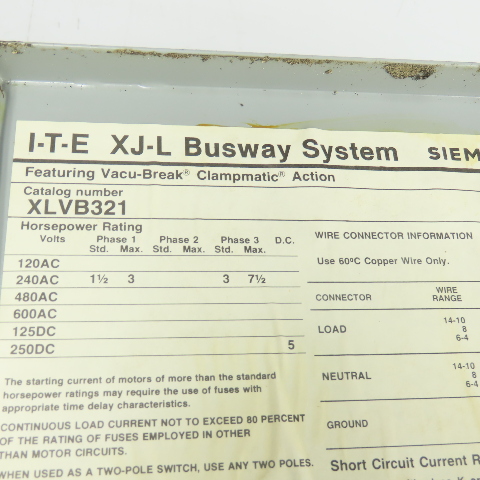 I-T-E XJ-L Busway System SIEM
Featuring Vacu-Break® Clampmatic® Action
Catalog number
XLVB321
Horsepower Rating
Volts Phase 1 Phase 2 Phase 3 D.C.
Std. Max. Std. Max. Std. Max.
120AC
240AC 1½ 3 3 7½
480AC
600AC
125DC
250DC 5
The starting current of motors of more than the standard
horsepower ratings may require the use of fuses with
appropriate time delay characteristics.
CONTINUOUS LOAD CURRENT NOT TO EXCEED 80 PERCENT
OF THE RATING OF FUSES EMPLOYED IN OTHER
THAN MOTOR CIRCUITS.
WHEN USED AS A TWO-POLE SWITCH, USE ANY TWO POLES.
WIRE CONNECTOR INFORMATION
Use 60ºC Copper Wire Only.
CONNECTOR WIRE
RANGE
LOAD 14-10
8
6-4
NEUTRAL 14-10
8
6-4
GROUND
Short Circuit Current R